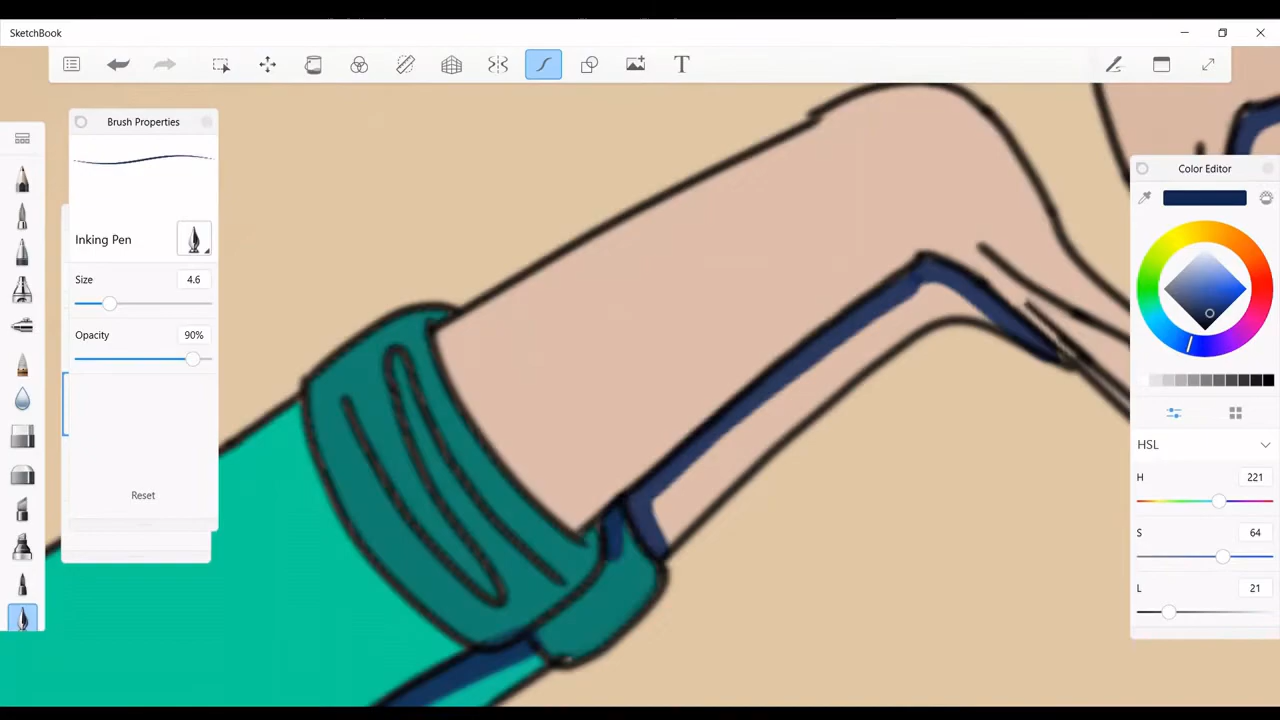 SketchBook
T
Brush Properties
Inking Pen
Size
4.6
Opacity
90%
Reset
Color Editor
HSL
H
221
S
64
L
21